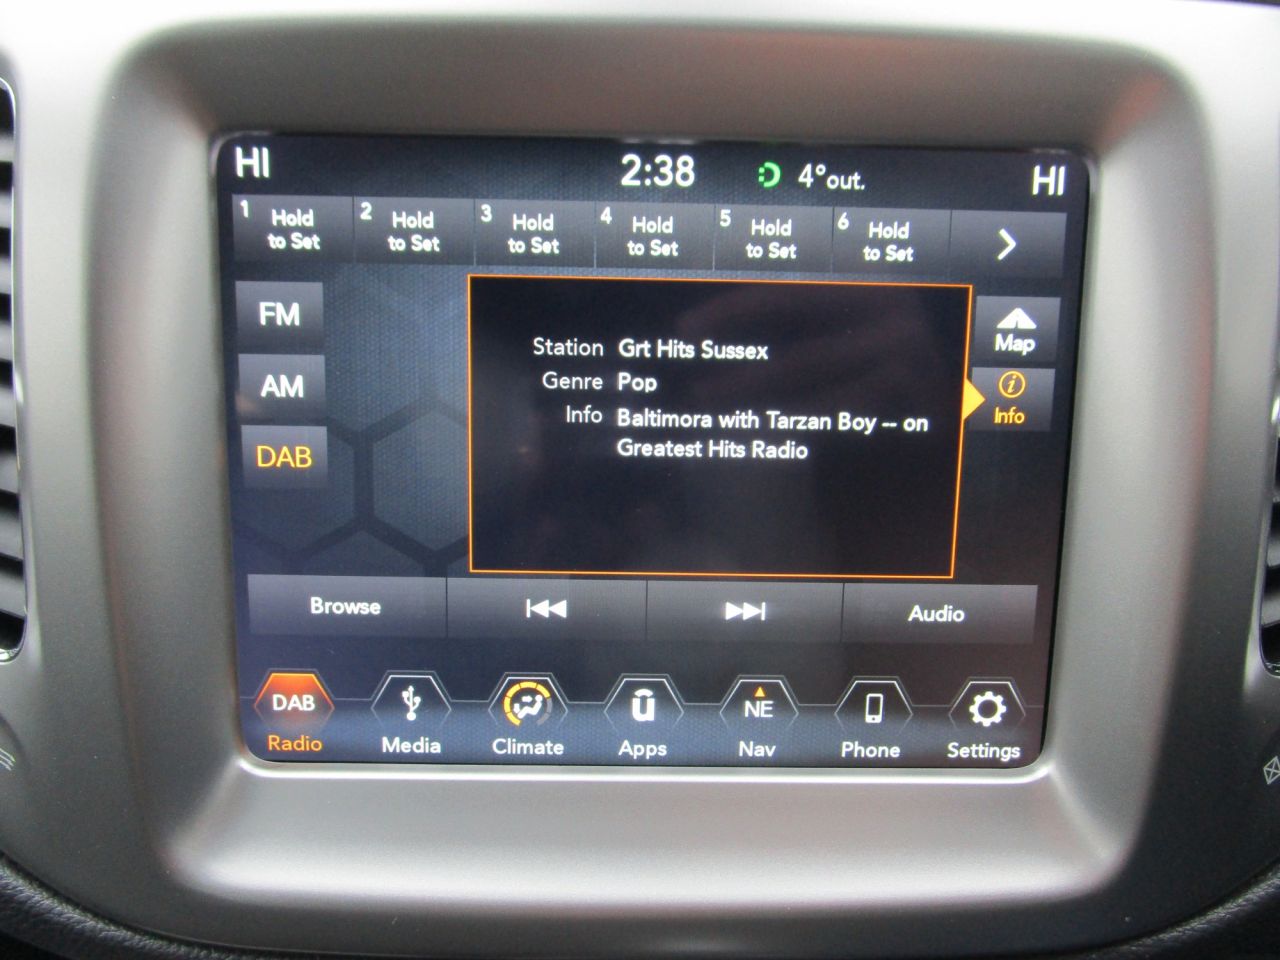 HI 2:38 4°out. HI
1 Hold to Set 2 Hold to Set 3 Hold to Set 4 Hold to Set 5 Hold to Set 6 Hold to Set
FM
AM
DAB
Station Grt Hits Sussex
Genre Pop
Info Baltimora with Tarzan Boy -- on
Greatest Hits Radio
Map
i
Info
Browse Audio
DAB NE
Radio Media Climate Apps Nav Phone Settings